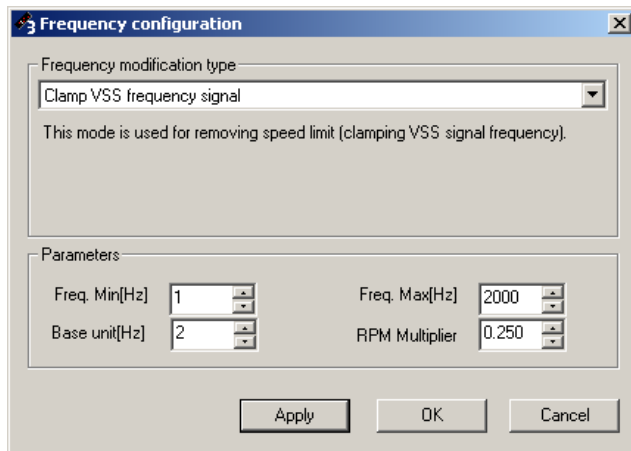 Frequency configuration
Frequency modification type
Clamp VSS frequency signal
This mode is used for removing speed limit (clamping VSS signal frequency).
Parameters
Freq. Min[Hz] 1 Freq. Max[Hz] 2000
Base unit[Hz] 2 RPM Multiplier 0.250
Apply OK Cancel